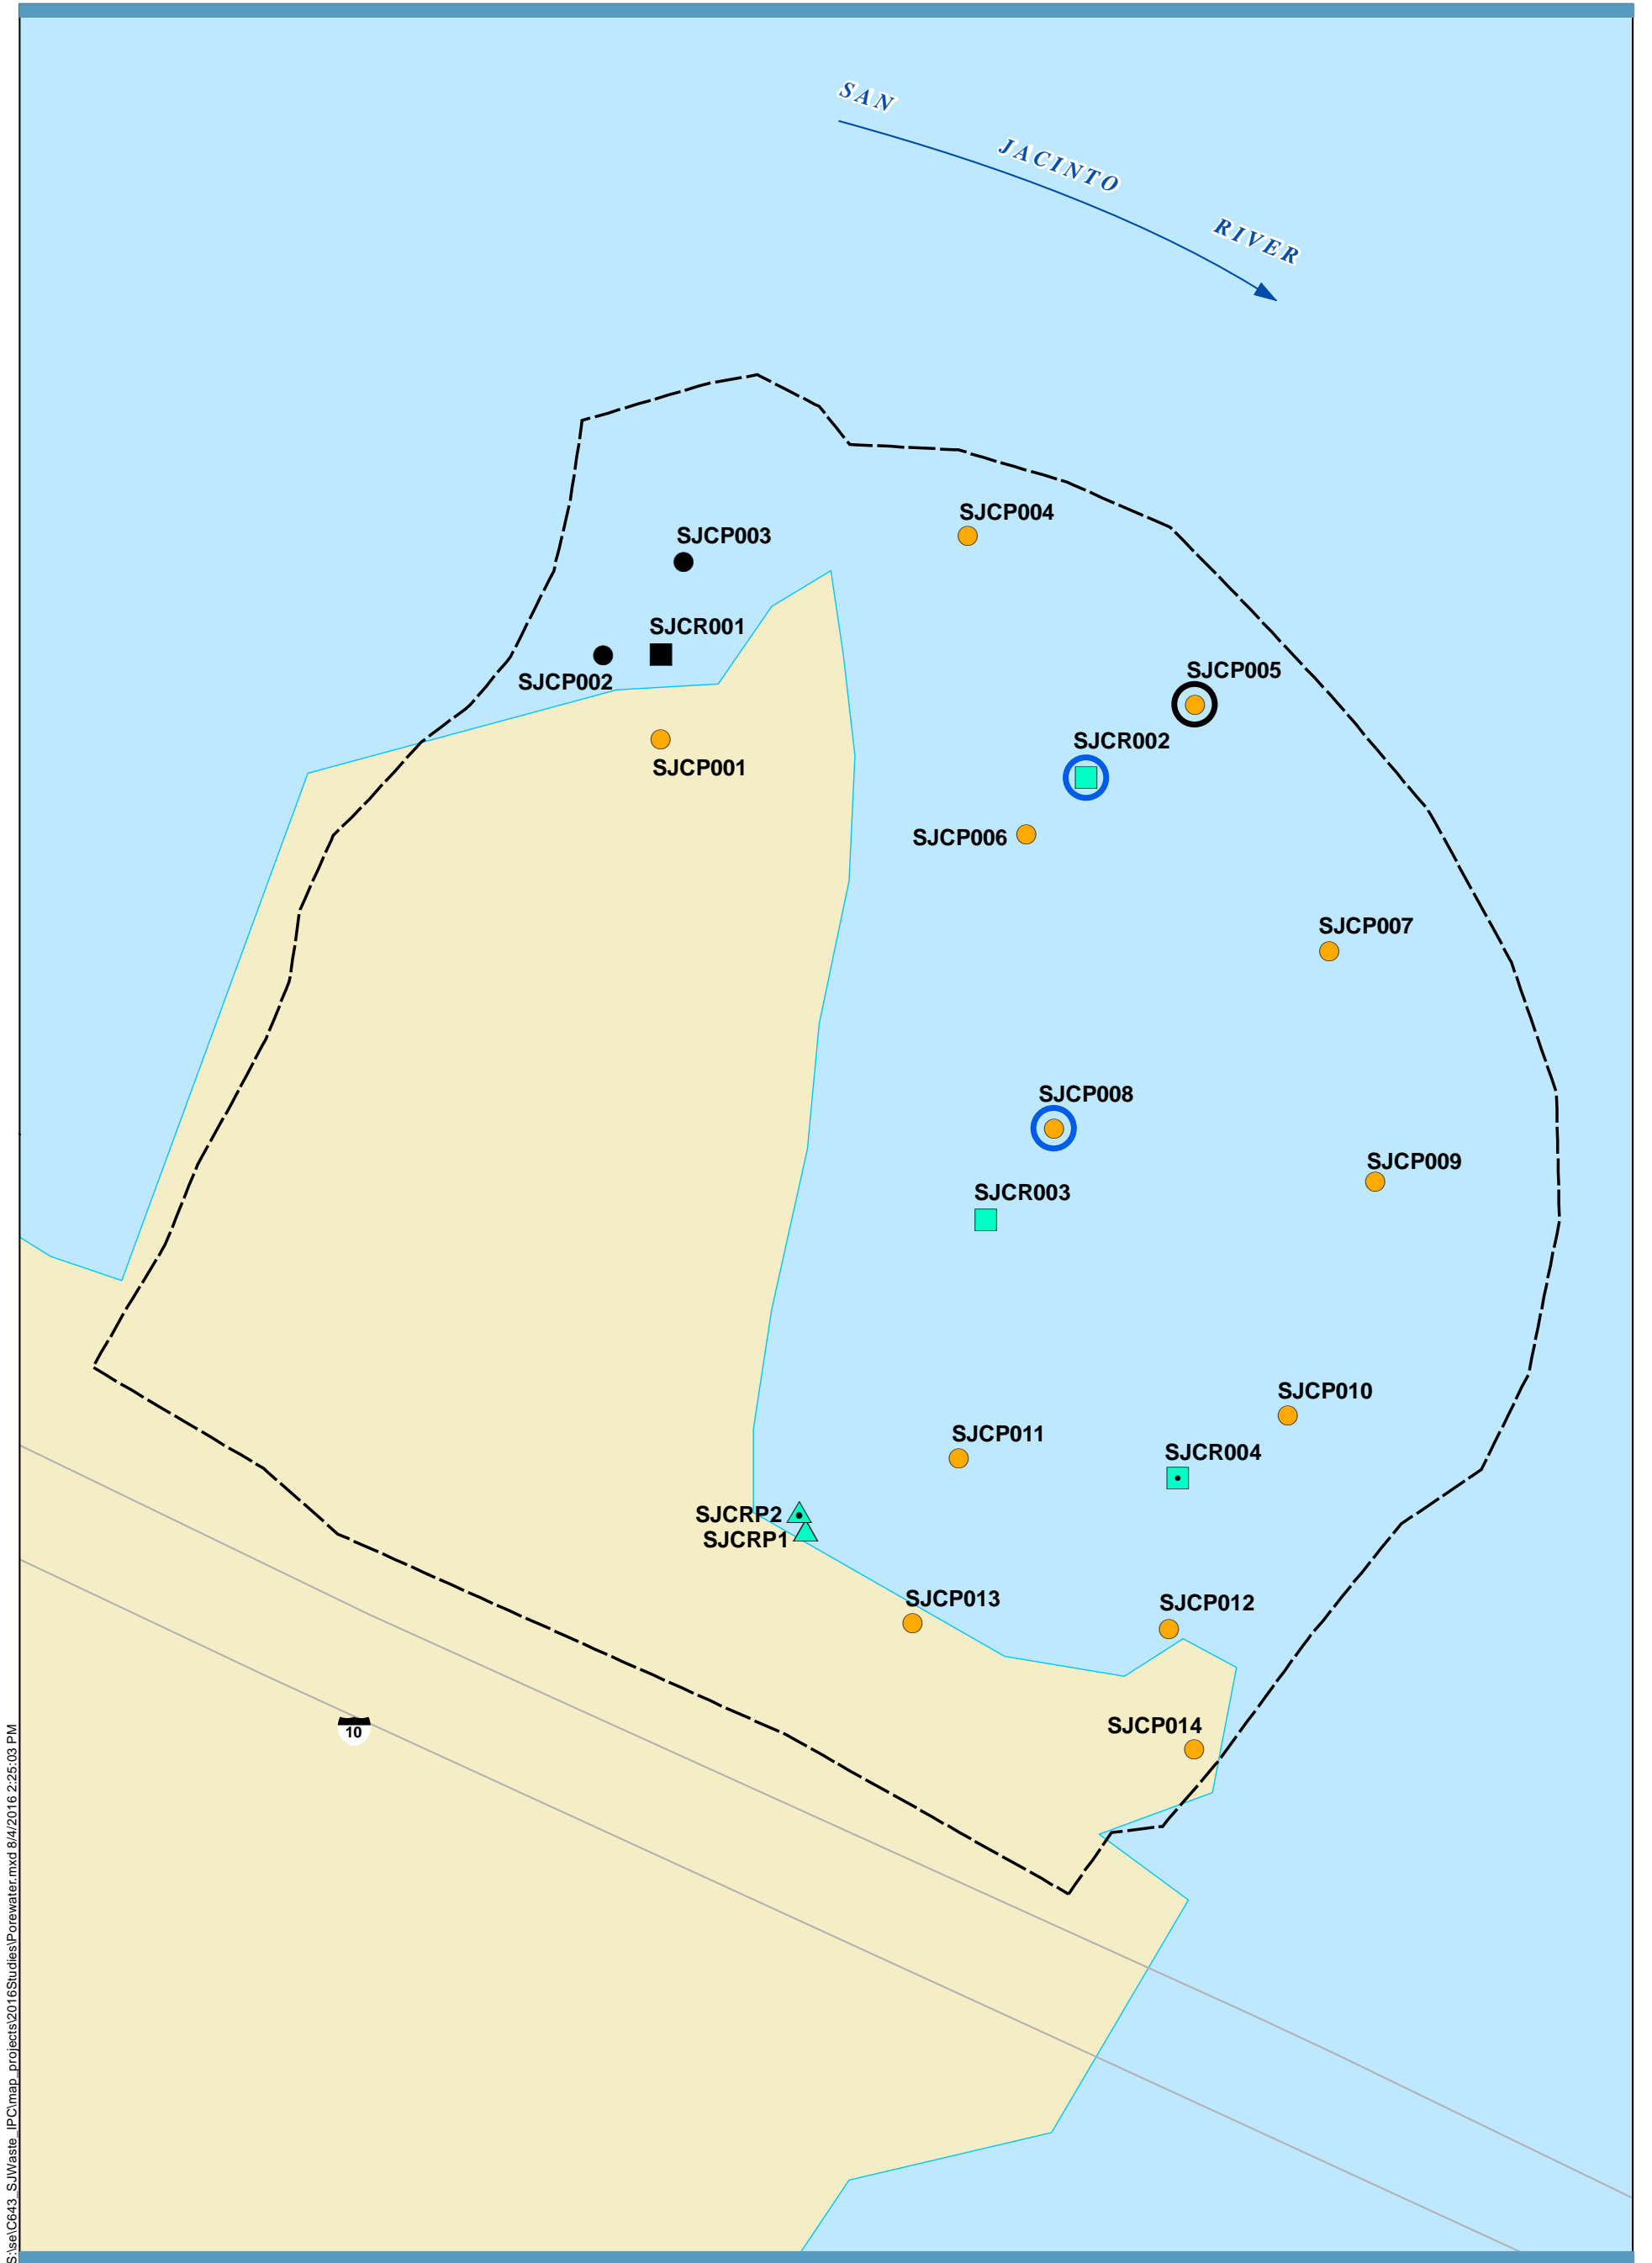 SAN
JACINTO
RIVER
SJCP004
SJCP003
SJCR001
SJCP002
SJCP005
SJCR002
SJCP001
SJCP006
SJCP007
SJCP008
SJCP009
SJCR003
SJCP010
SJCP011
SJCR004
SJCRP2
SJCRP1
SJCP013
SJCP012
SJCP014
10
S:\se\C643_SJWaste_IPC\map_projects\2016Studies\Porewater.mxd 8/4/2016 2:25:03 PM